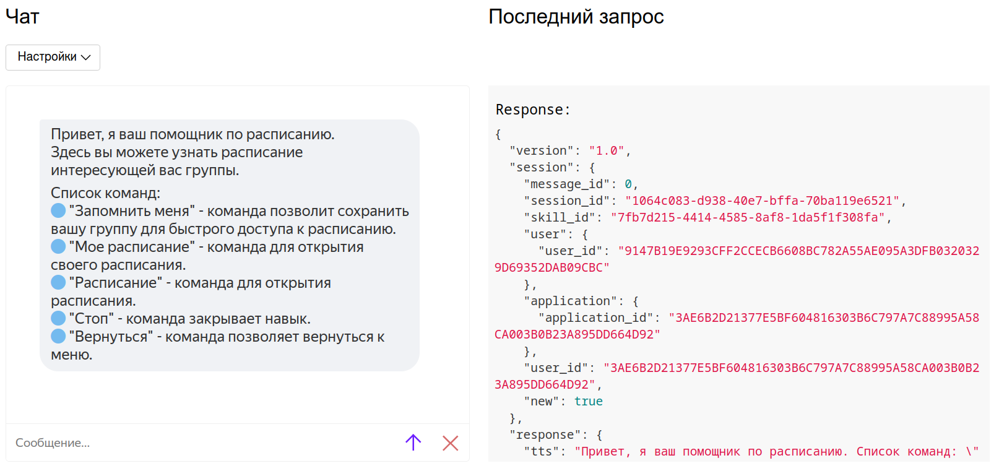 Чат
Настройки
Привет, я ваш помощник по расписанию.
Здесь вы можете узнать расписание
интересующей вас группы.
Список команд:
"Запомнить меня" - команда позволит сохранить
вашу группу для быстрого доступа к расписанию.
"Мое расписание" - команда для открытия
своего расписания.
"Расписание" - команда для открытия
расписания.
"Стоп" - команда закрывает навык.
"Вернуться" - команда позволяет вернуться к
меню.
Сообщение...
Последний запрос
Response:
{
"version": "1.0",
"session": {
"message_id": 0,
"session_id": "1064c083-d938-40e7-bffa-70ba119e6521",
"skill_id": "7fb7d215-4414-4585-8af8-1da5f1f308fa",
"user": {
"user_id": "9147B19E9293CFF2CCECB6608BC782A55AE095A3DFB032032
9D69352DAB09CBC"
},
"application": {
"application_id": "3AE6B2D21377E5BF604816303B6C797A7C88995A58
CA003B0B23A895DD664D92"
},
"user_id": "3AE6B2D21377E5BF604816303B6C797A7C88995A58CA003B0B2
3A895DD664D92",
"new": true
},
"response": {
"tts": "Привет, я ваш помощник по расписанию. Список команд: \"